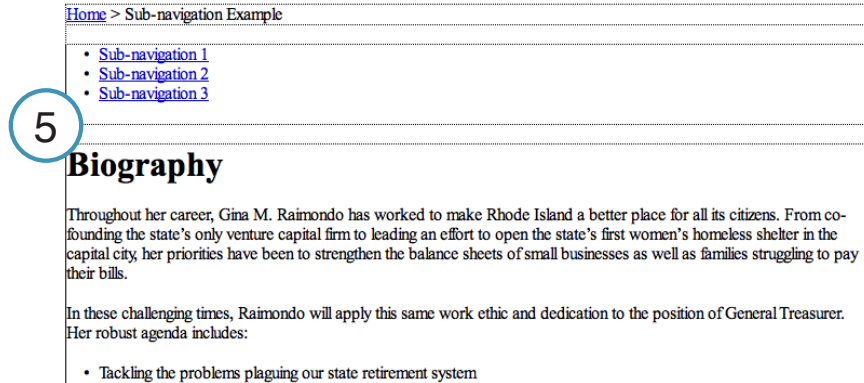 Home > Sub-navigation Example
• Sub-navigation 1
• Sub-navigation 2
• Sub-navigation 3
5
Biography
Throughout her career, Gina M. Raimondo has worked to make Rhode Island a better place for all its citizens. From co-
founding the state’s only venture capital firm to leading an effort to open the state’s first women’s homeless shelter in the
capital city, her priorities have been to strengthen the balance sheets of small businesses as well as families struggling to pay
their bills.
In these challenging times, Raimondo will apply this same work ethic and dedication to the position of General Treasurer.
Her robust agenda includes:
• Tackling the problems plaguing our state retirement system